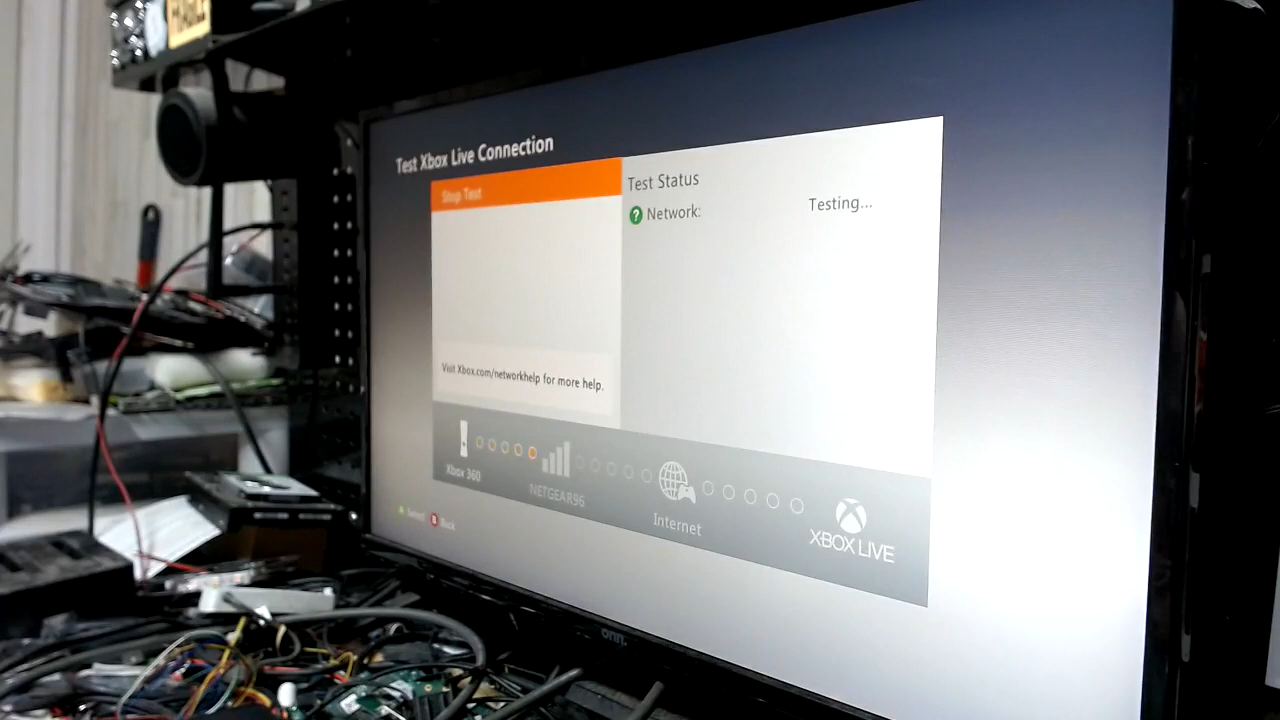 FRAGILE
Test Xbox Live Connection
Stop Test
Test Status
Network: Testing...
Visit Xbox.com/networkhelp for more help.
Xbox 360
NETGEAR96
Internet
XBOX LIVE
A Select B Back
onn.